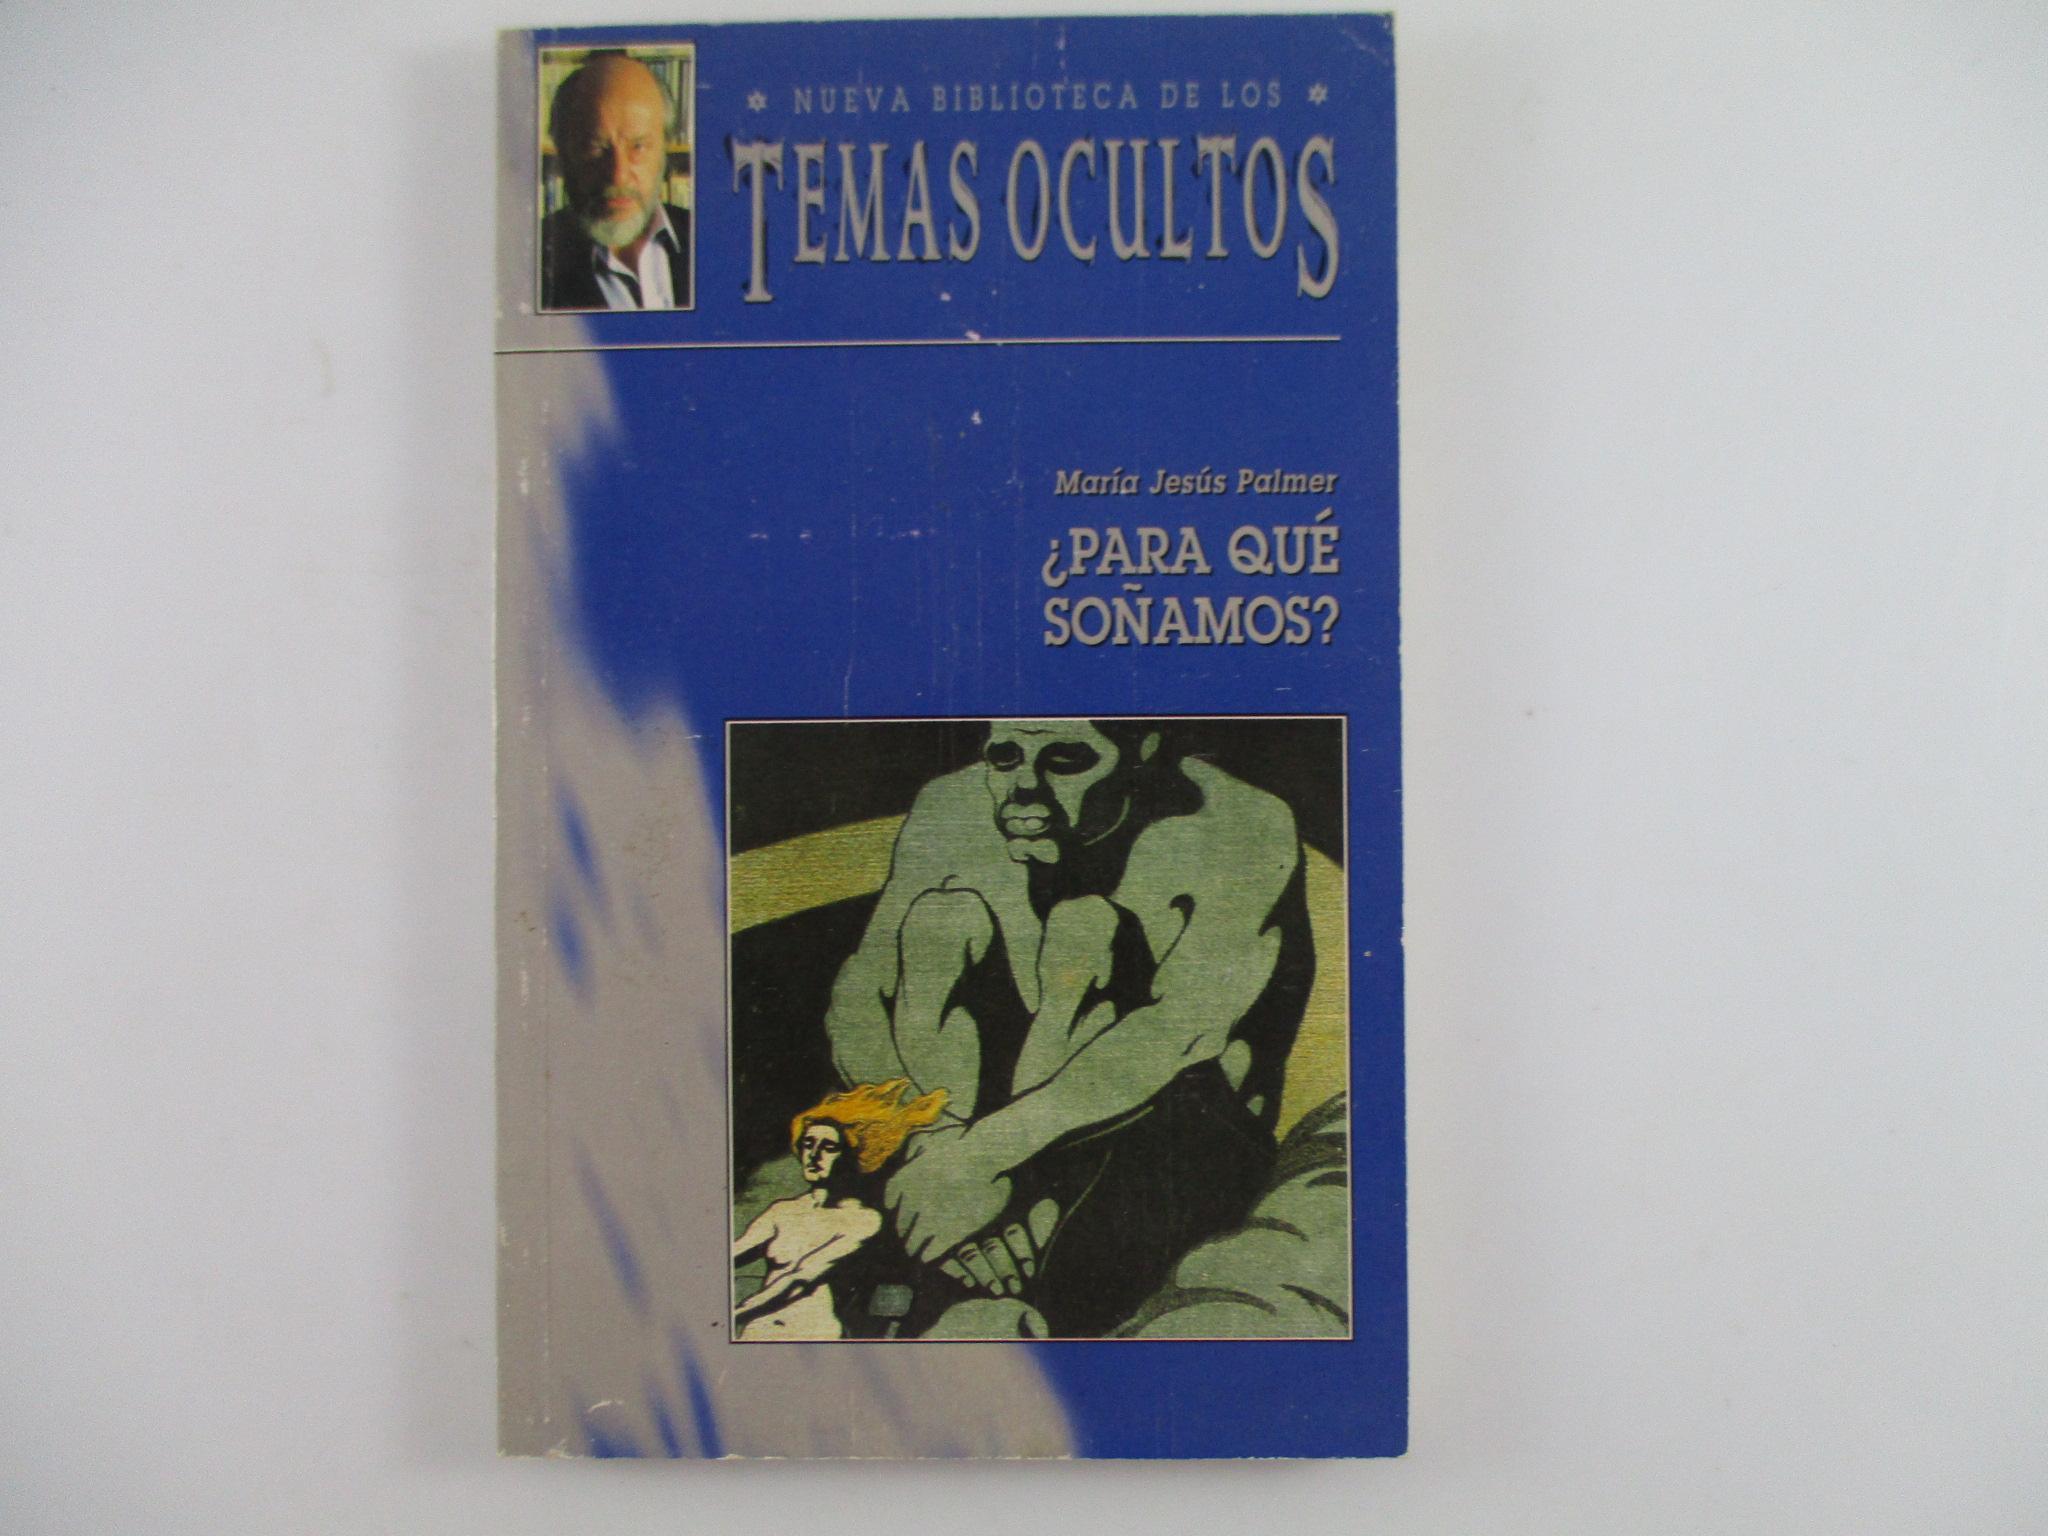 NUEVA BIBLIOTECA DE LOS
TEMAS OCULTOS
María Jesús Palmer
¿PARA QUÉ
SOÑAMOS?